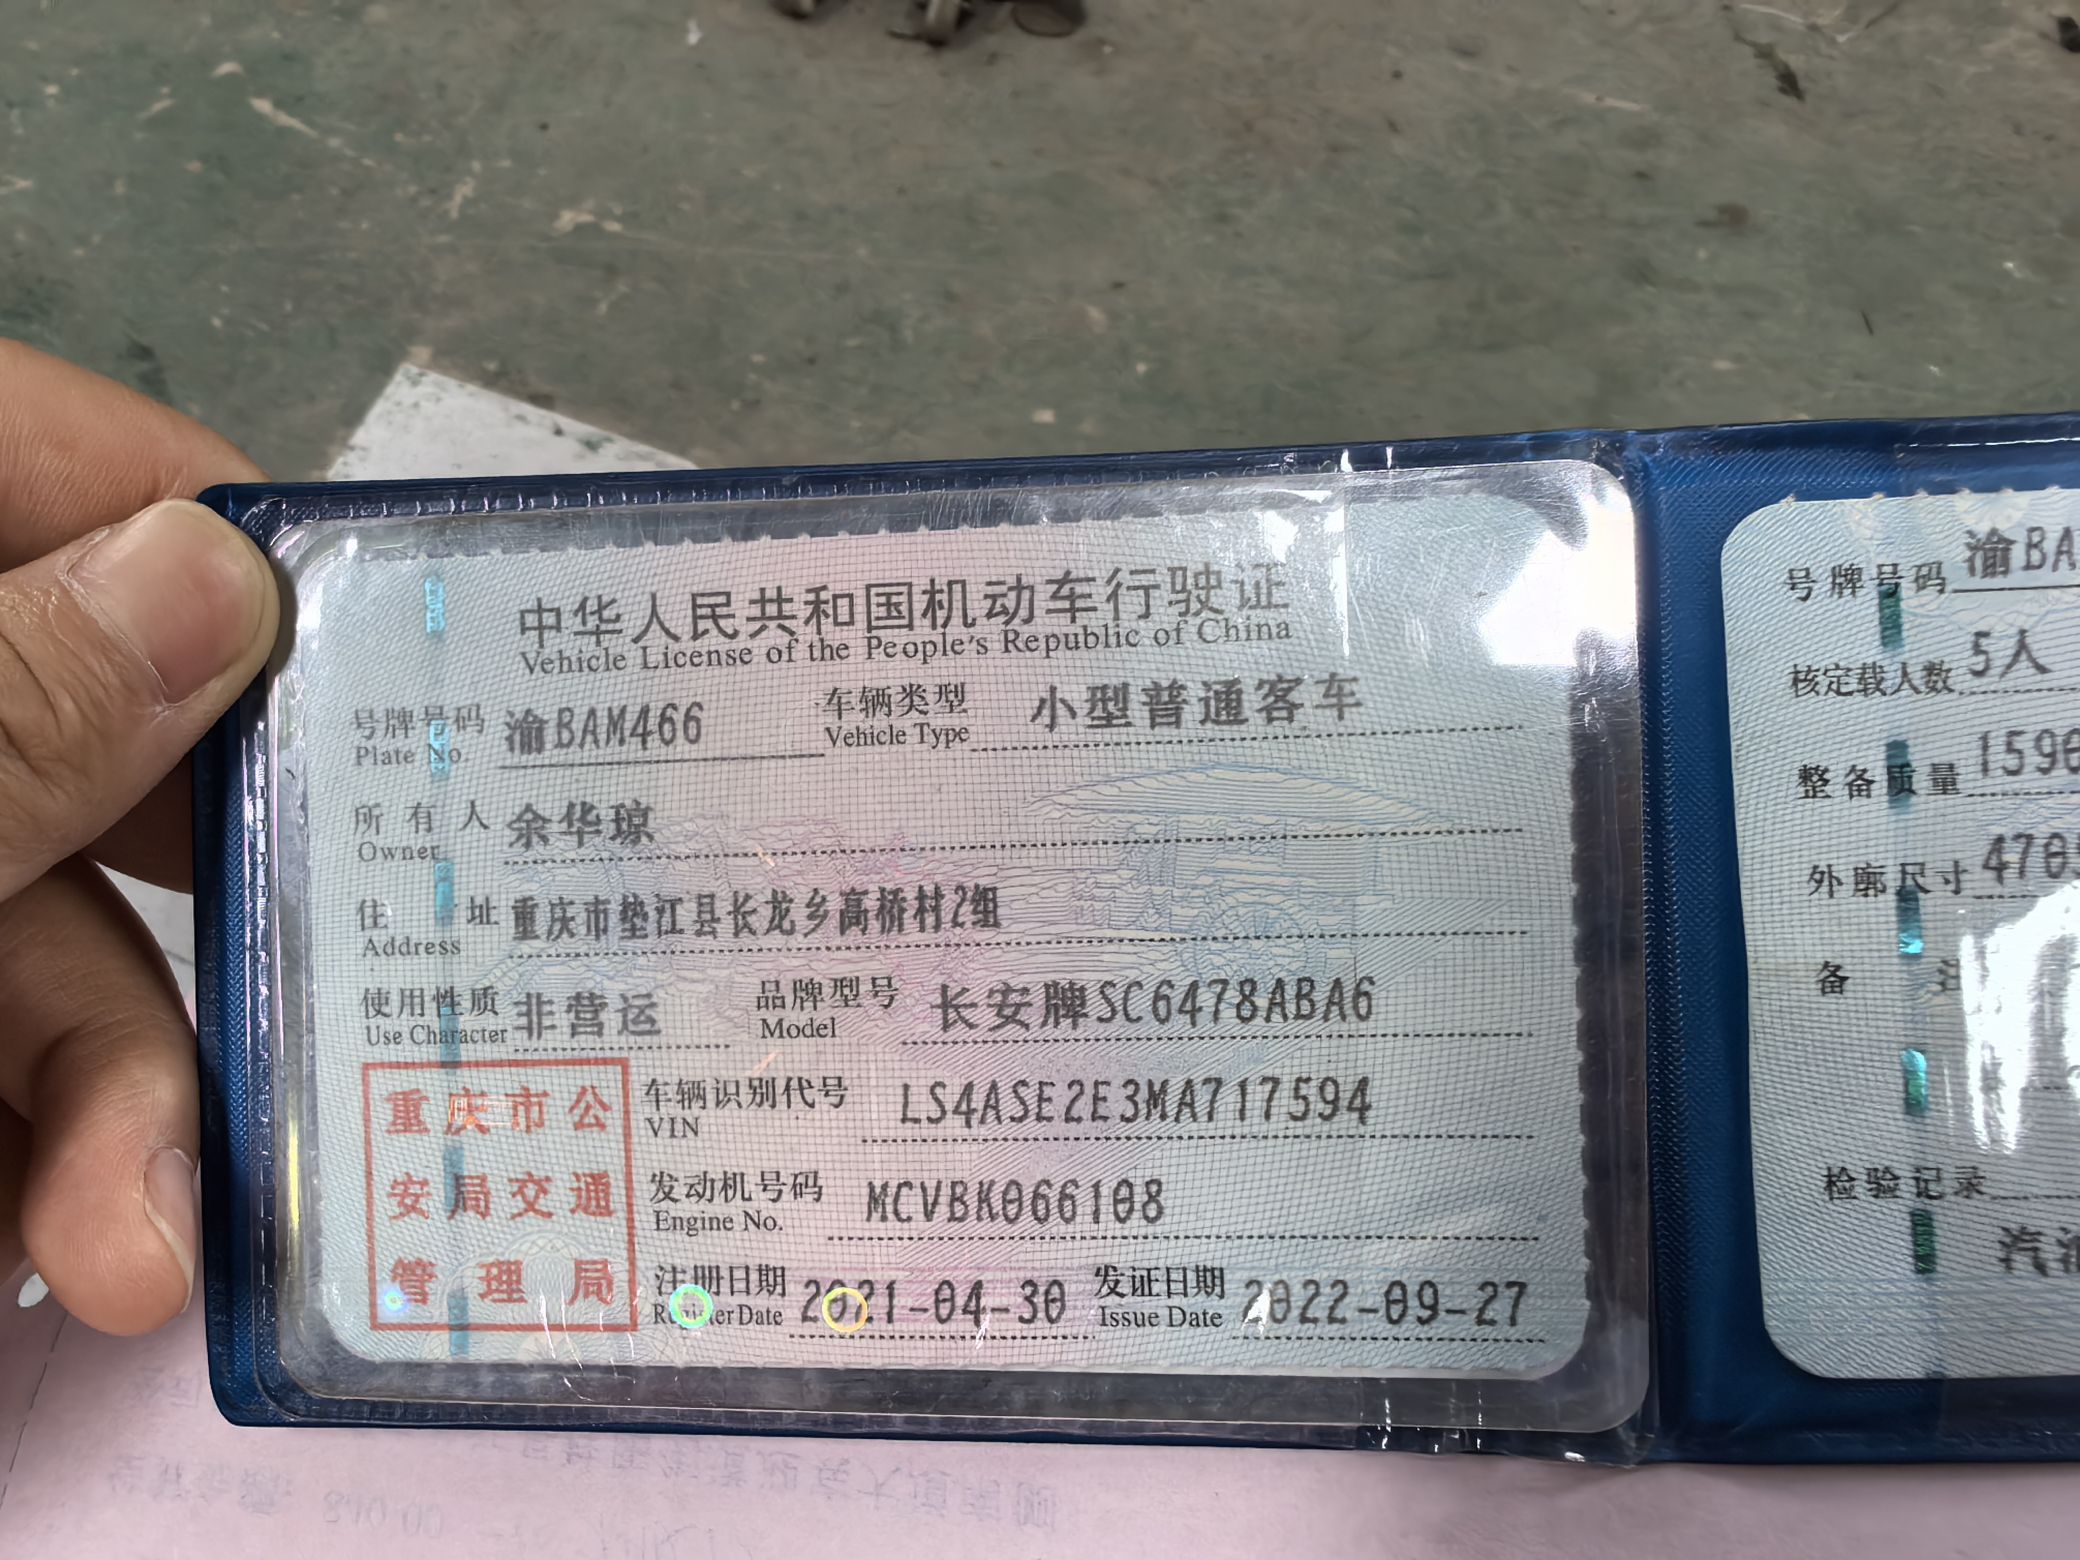 中华人民共和国机动车行驶证
Vehicle License of the People's Republic of China
号牌号码 渝BAM466 车辆类型 小型普通客车
Plate No. Vehicle Type
所有人 余华琼
Owner
住址 重庆市垫江县长龙乡高桥村2组
Address
使用性质 非营运 品牌型号 长安牌SC6478ABA6
Use Character Model
重庆市公
安局交通
管理局
车辆识别代号 LS4ASE2E3MA717594
VIN
发动机号码 MCVBK066108
Engine No.
注册日期 2021-04-30 发证日期 2022-09-27
Register Date Issue Date
号牌号码 渝BA
核定载人数 5人
整备质量 1590
外廓尺寸 470
备注
检验记录
汽油